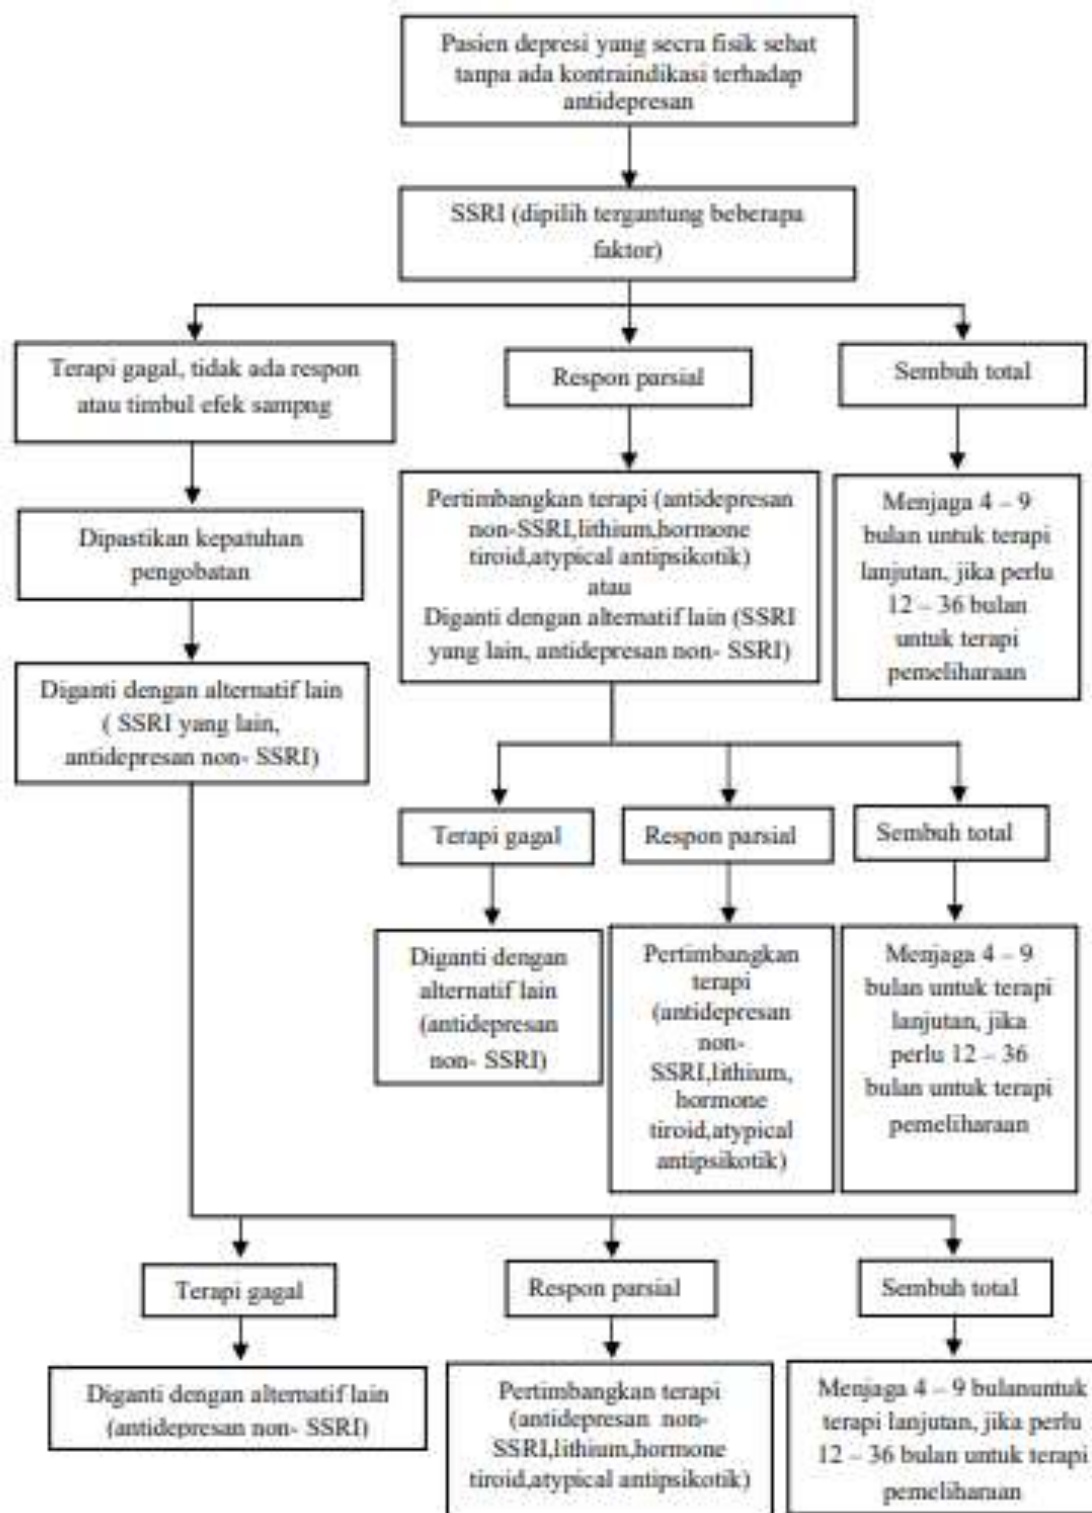 Pasien depresi yang secra fisik sehat
tanpa ada kontraindikasi terhadap
antidepresan
SSRI (dipilih tergantung beberapa
faktor)
Terapi gagal, tidak ada respon
atau timbul efek sampng
Respon parsial
Sembuh total
Dipastikan kepatuhan
pengobatan
Pertimbangkan terapi (antidepresan
non-SSRI,lithium,hormone
tiroid,atypical antipsikotik)
atau
Diganti dengan alternatif lain (SSRI
yang lain, antidepresan non- SSRI)
Menjaga 4 – 9
bulan untuk terapi
lanjutan, jika perlu
12 – 36 bulan
untuk terapi
pemeliharaan
Diganti dengan alternatif lain
( SSRI yang lain,
antidepresan non- SSRI)
Terapi gagal
Respon parsial
Sembuh total
Diganti dengan
alternatif lain
(antidepresan
non- SSRI)
Pertimbangkan
terapi
(antidepresan
non-
SSRI,lithium,
hormone
tiroid,atypical
antipsikotik)
Menjaga 4 – 9
bulan untuk terapi
lanjutan, jika
perlu 12 – 36
bulan untuk terapi
pemeliharaan
Terapi gagal
Respon parsial
Sembuh total
Diganti dengan alternatif lain
(antidepresan non- SSRI)
Pertimbangkan terapi
(antidepresan non-
SSRI,lithium,hormone
tiroid,atypical antipsikotik)
Menjaga 4 – 9 bulanuntuk
terapi lanjutan, jika perlu
12 – 36 bulan untuk terapi
pemeliharaan